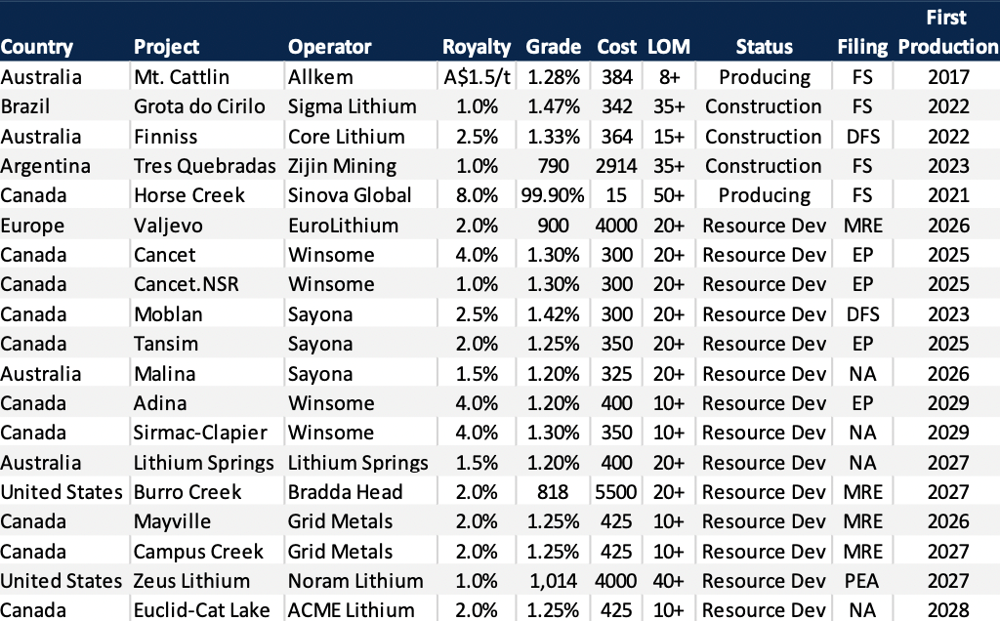 First
Country Project Operator Royalty Grade Cost LOM Status Filing Production
Australia Mt. Cattlin Allkem A$1.5/t 1.28% 384 8+ Producing FS 2017
Brazil Grota do Cirilo Sigma Lithium 1.0% 1.47% 342 35+ Construction FS 2022
Australia Finniss Core Lithium 2.5% 1.33% 364 15+ Construction DFS 2022
Argentina Tres Quebradas Zijin Mining 1.0% 790 2914 35+ Construction FS 2023
Canada Horse Creek Sinova Global 8.0% 99.90% 15 50+ Producing FS 2021
Europe Valjevo EuroLithium 2.0% 900 4000 20+ Resource Dev MRE 2026
Canada Cancet Winsome 4.0% 1.30% 300 20+ Resource Dev EP 2025
Canada Cancet.NSR Winsome 1.0% 1.30% 300 20+ Resource Dev EP 2025
Canada Moblan Sayona 2.5% 1.42% 300 20+ Resource Dev DFS 2023
Canada Tansim Sayona 2.0% 1.25% 350 20+ Resource Dev EP 2025
Australia Malina Sayona 1.5% 1.20% 325 20+ Resource Dev NA 2026
Canada Adina Winsome 4.0% 1.20% 400 10+ Resource Dev EP 2029
Canada Sirmac-Clapier Winsome 4.0% 1.30% 350 10+ Resource Dev NA 2029
Australia Lithium Springs Lithium Springs 1.5% 1.20% 400 20+ Resource Dev NA 2027
United States Burro Creek Bradda Head 2.0% 818 5500 20+ Resource Dev MRE 2027
Canada Mayville Grid Metals 2.0% 1.25% 425 10+ Resource Dev MRE 2026
Canada Campus Creek Grid Metals 2.0% 1.25% 425 10+ Resource Dev MRE 2027
United States Zeus Lithium Noram Lithium 1.0% 1,014 4000 40+ Resource Dev PEA 2027
Canada Euclid-Cat Lake ACME Lithium 2.0% 1.25% 425 10+ Resource Dev NA 2028